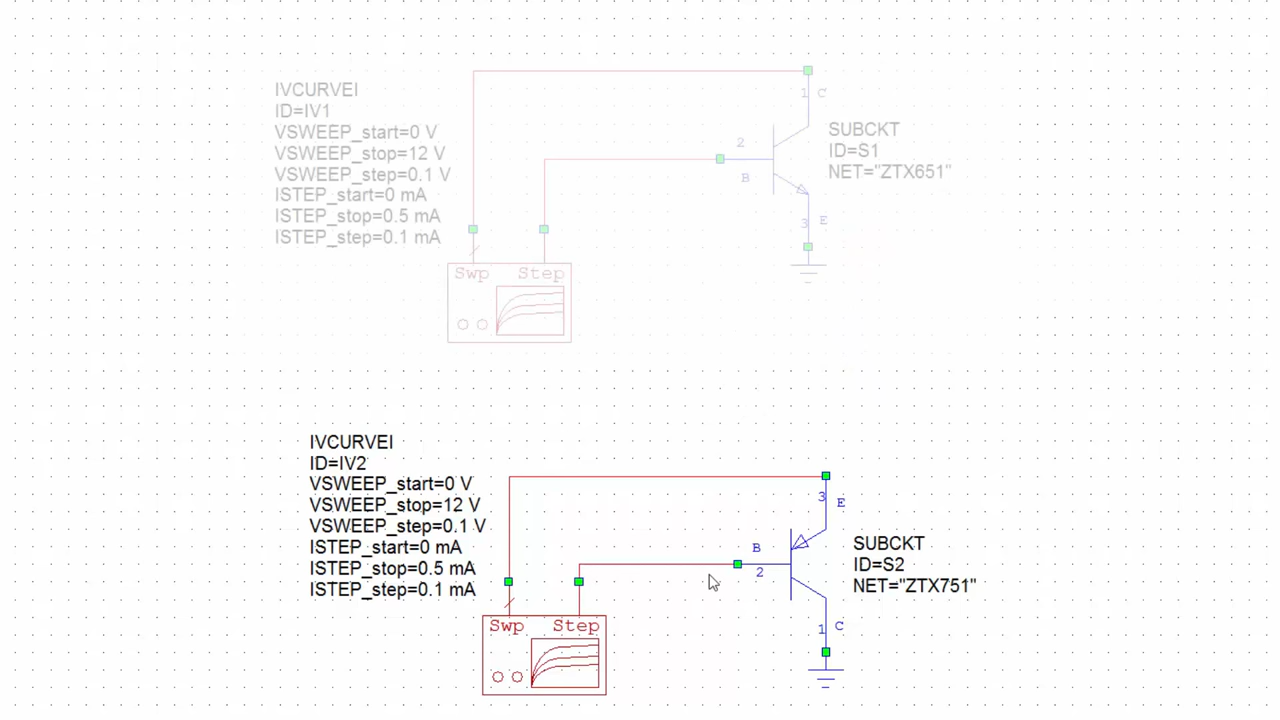 IVCURVEI
ID=IV1
VSWEEP_start=0 V
VSWEEP_stop=12 V
VSWEEP_step=0.1 V
ISTEP_start=0 mA
ISTEP_stop=0.5 mA
ISTEP_step=0.1 mA
Swp Step
1 C
2
B
3 E
SUBCKT
ID=S1
NET="ZTX651"
IVCURVEI
ID=IV2
VSWEEP_start=0 V
VSWEEP_stop=12 V
VSWEEP_step=0.1 V
ISTEP_start=0 mA
ISTEP_stop=0.5 mA
ISTEP_step=0.1 mA
Swp Step
3 E
B
2
1 C
SUBCKT
ID=S2
NET="ZTX751"